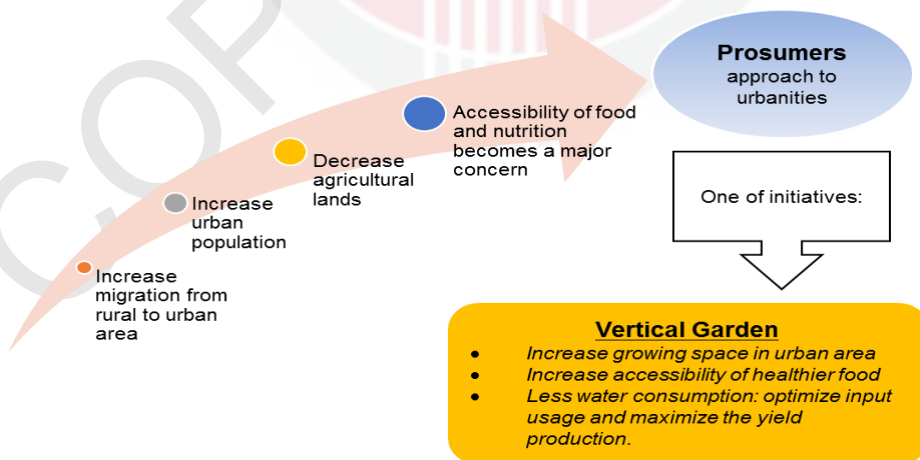 COP
Increase
migration from
rural to urban
area
Increase
urban
population
Decrease
agricultural
lands
Accessibility of food
and nutrition
becomes a major
concern
Prosumers
approach to
urbanities
One of initiatives:
Vertical Garden
• Increase growing space in urban area
• Increase accessibility of healthier food
• Less water consumption: optimize input
usage and maximize the yield
production.